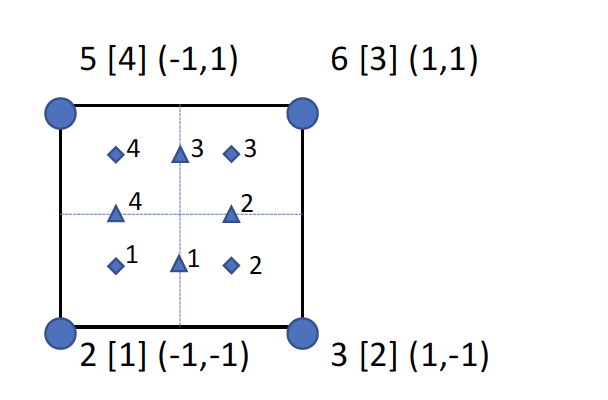 5 [4] (-1,1) 6 [3] (1,1)
4 3 3
4 2
1 1 2
2 [1] (-1,-1) 3 [2] (1,-1)